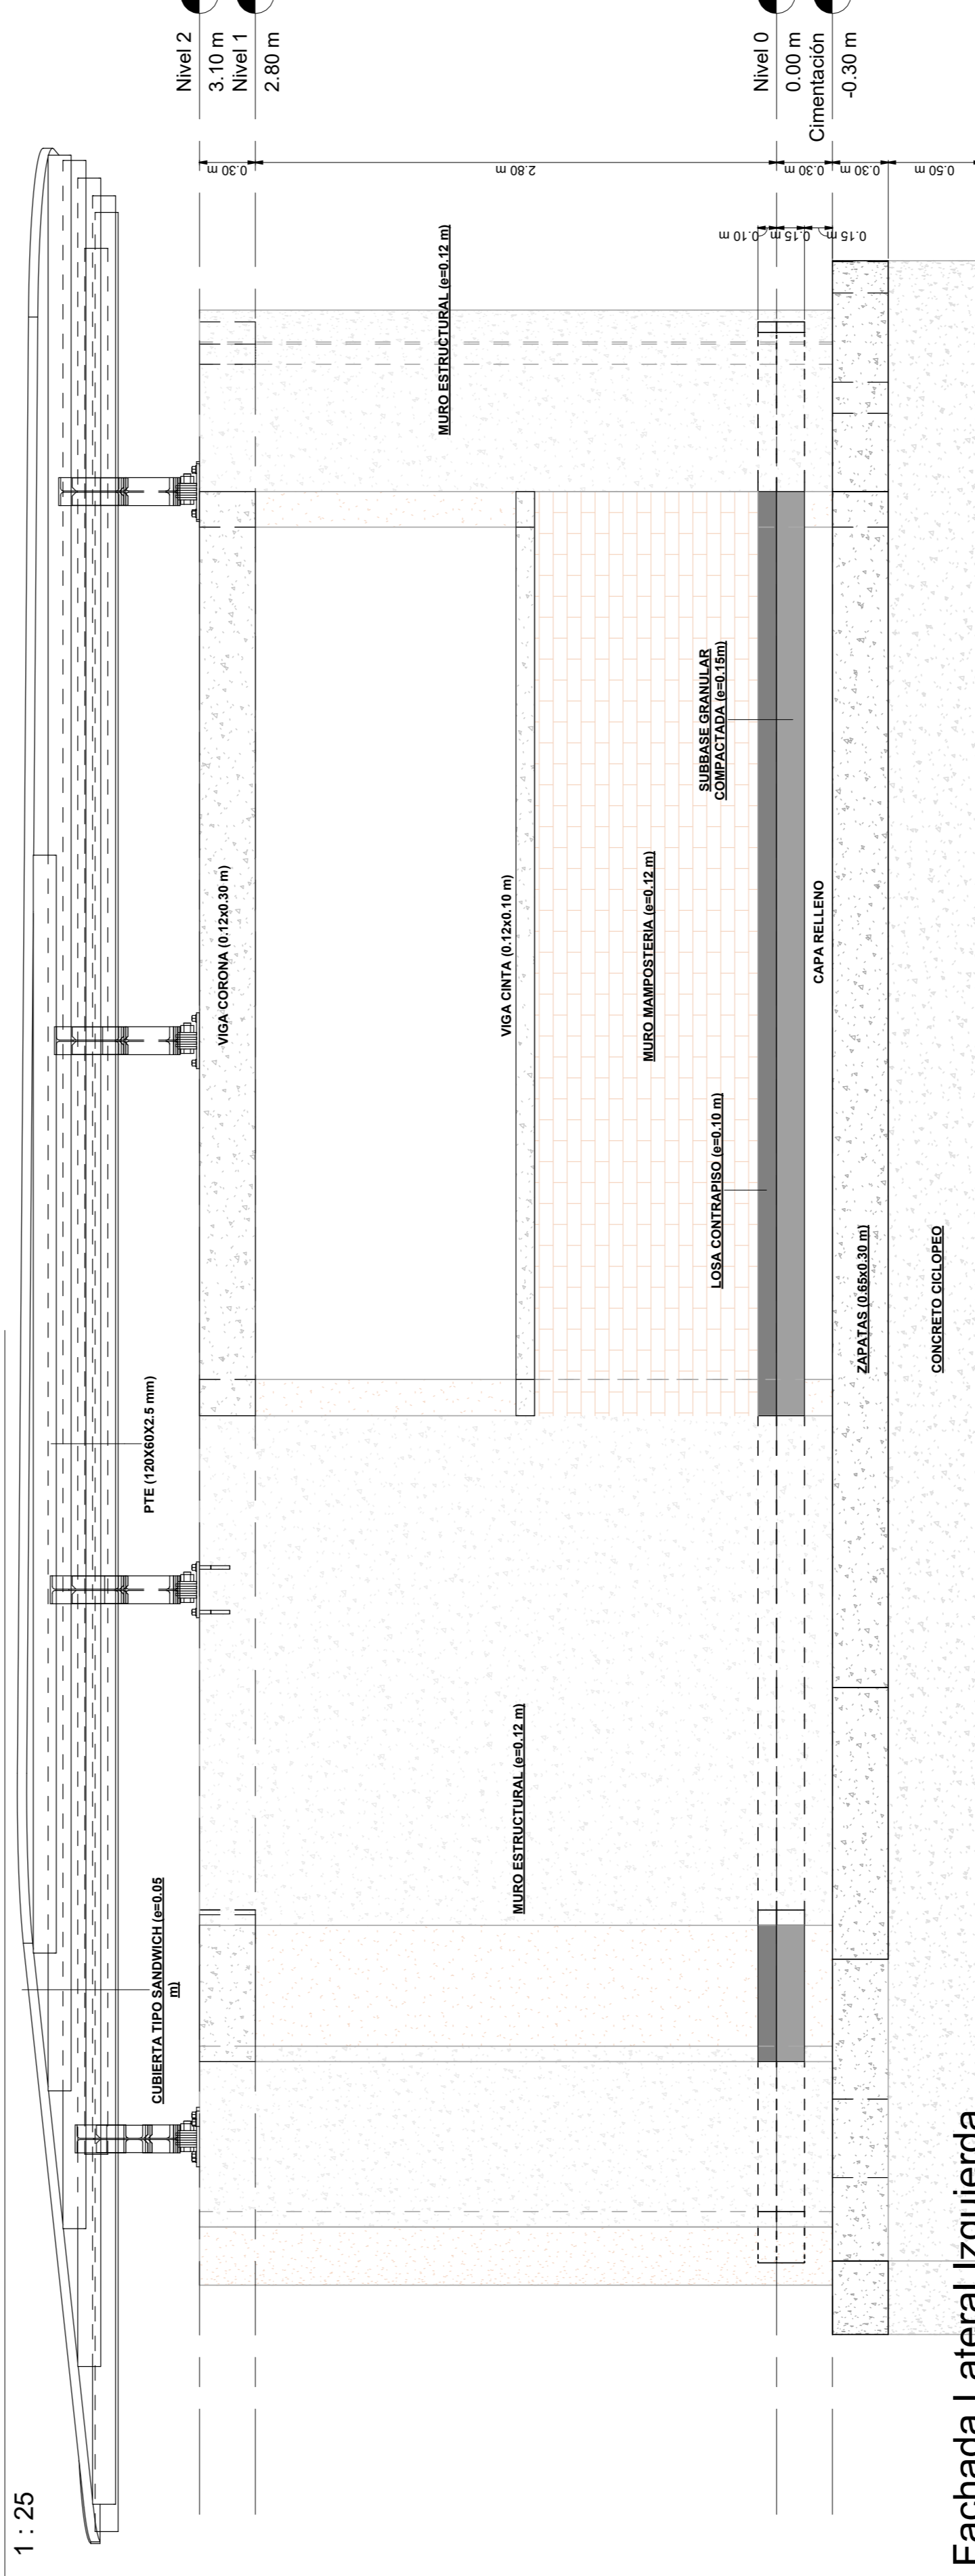 1 : 25
Nivel 2
3.10 m
Nivel 1
2.80 m
Nivel 0
0.00 m
Cimentación
-0.30 m
0.30 m
2.80 m
0.30 m
0.30 m
0.50 m
0.10 m
0.15 m
0.15 m
CUBIERTA TIPO SANDWICH (e=0.05
m)
PTE (120X60X2.5 mm)
VIGA CORONA (0.12x0.30 m)
MURO ESTRUCTURAL (e=0.12 m)
MURO ESTRUCTURAL (e=0.12 m)
VIGA CINTA (0.12x0.10 m)
MURO MAMPOSTERIA (e=0.12 m)
SUBBASE GRANULAR
COMPACTADA (e=0.15m)
LOSA CONTRAPISO (e=0.10 m)
CAPA RELLENO
ZAPATAS (0.65x0.30 m)
CONCRETO CICLOPEO
Fachada Lateral Izquierda